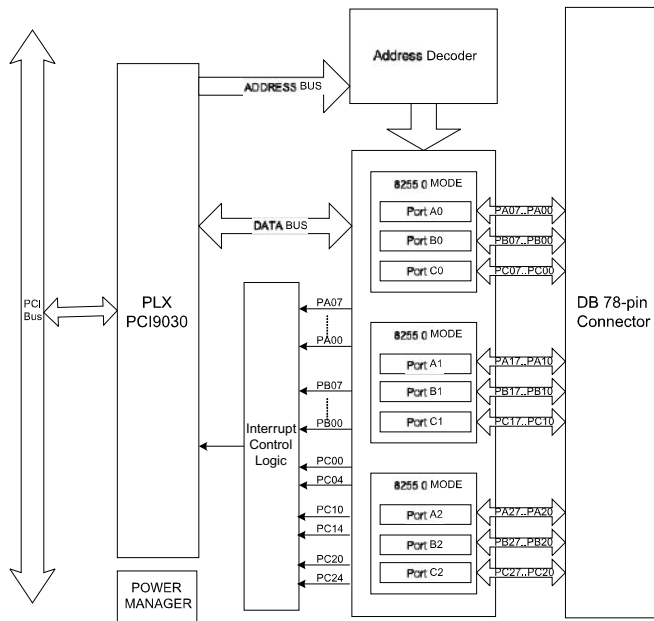 Address Decoder
ADDRESS BUS
8255 0 MODE
Port A0
PA07..PA00
Port B0
PB07..PB00
DATA BUS
Port C0
PC07..PC00
PCI
Bus
PLX
PCI9030
DB 78-pin
Connector
PA07
PA00
8255 0 MODE
Port A1
PA17..PA10
PB07
Port B1
PB17..PB10
PB00
Port C1
PC17..PC10
Interrupt
Control
Logic
PC00
PC04
8255 0 MODE
PC10
Port A2
PA27..PA20
PC14
Port B2
PB27..PB20
PC20
Port C2
PC27..PC20
PC24
POWER
MANAGER